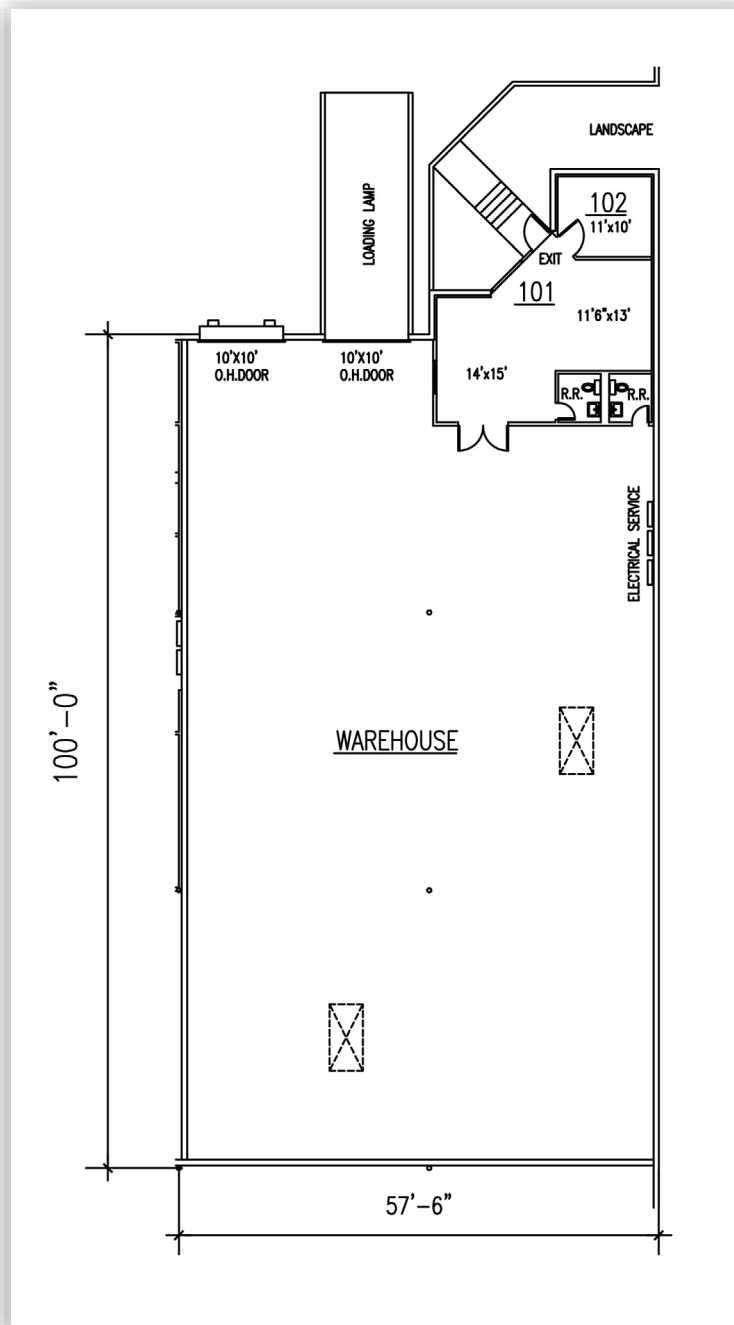 LANDSCAPE
LOADING LAMP
102
11'x10'
EXIT
101
11'6"x13'
10'X10'
O.H.DOOR
10'X10'
O.H.DOOR
14'x15'
R.R.
R.R.
ELECTRICAL SERVICE
100'-0"
WAREHOUSE
57'-6"